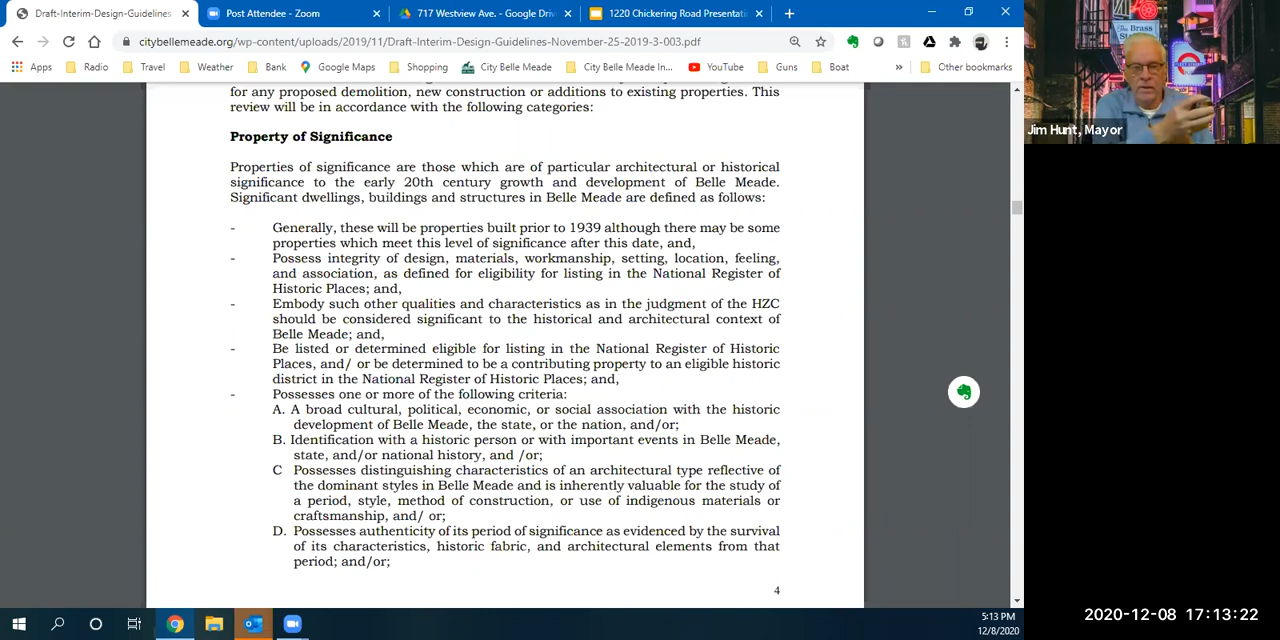 Draft-Interim-Design-Guidelines
Post Attendee - Zoom
717 Westview Ave. - Google Driv
1220 Chickering Road Presentatio
citybellemeade.org/wp-content/uploads/2019/11/Draft-Interim-Design-Guidelines-November-25-2019-3-003.pdf
Apps Radio Travel Weather Bank Google Maps Shopping City Belle Meade City Belle Meade In... YouTube Guns Boat » Other bookmarks
for any proposed demolition, new construction or additions to existing properties. This
review will be in accordance with the following categories:
Property of Significance
Properties of significance are those which are of particular architectural or historical
significance to the early 20th century growth and development of Belle Meade.
Significant dwellings, buildings and structures in Belle Meade are defined as follows:
- Generally, these will be properties built prior to 1939 although there may be some
properties which meet this level of significance after this date, and,
- Possess integrity of design, materials, workmanship, setting, location, feeling,
and association, as defined for eligibility for listing in the National Register of
Historic Places; and,
- Embody such other qualities and characteristics as in the judgment of the HZC
should be considered significant to the historical and architectural context of
Belle Meade; and,
- Be listed or determined eligible for listing in the National Register of Historic
Places, and/ or be determined to be a contributing property to an eligible historic
district in the National Register of Historic Places; and,
- Possesses one or more of the following criteria:
A. A broad cultural, political, economic, or social association with the historic
development of Belle Meade, the state, or the nation, and/or;
B. Identification with a historic person or with important events in Belle Meade,
state, and/or national history, and /or;
C Possesses distinguishing characteristics of an architectural type reflective of
the dominant styles in Belle Meade and is inherently valuable for the study of
a period, style, method of construction, or use of indigenous materials or
craftsmanship, and/ or;
D. Possesses authenticity of its period of significance as evidenced by the survival
of its characteristics, historic fabric, and architectural elements from that
period; and/or;
4
The Brass
Jim Hunt, Mayor
5:13 PM
12/8/2020
2020-12-08 17:13:22